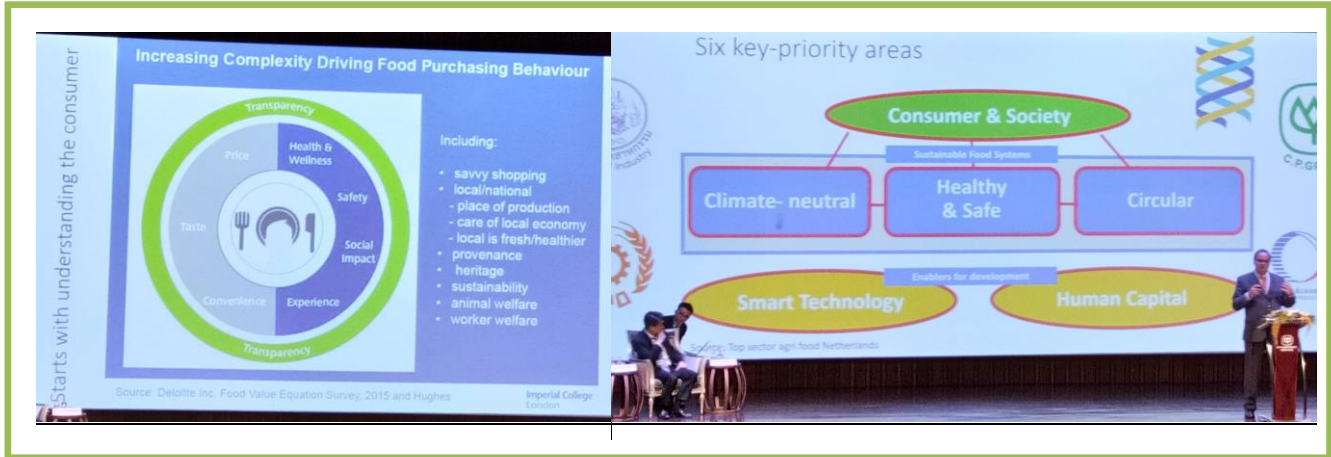 Starts with understanding the consumer
Increasing Complexity Driving Food Purchasing Behaviour
Transparency
Price
Health &
Wellness
Safety
Taste
Social
Impact
Convenience
Experience
Transparency
Including:
• savvy shopping
• local/national
- place of production
- care of local economy
- local is fresh/healthier
• provenance
heritage
• sustainability
• animal welfare
• worker welfare
Source: Deloitte Inc. Food Value Equation Survey, 2015 and Hughes
Imperial College
London
Six key-priority areas
Industry
C.P.GR
Consumer & Society
Sustainable Food Systems
Climate- neutral
Healthy
& Safe
Circular
Enablers for development
Smart Technology
Human Capital
Source: Top sector agri food Netherlands